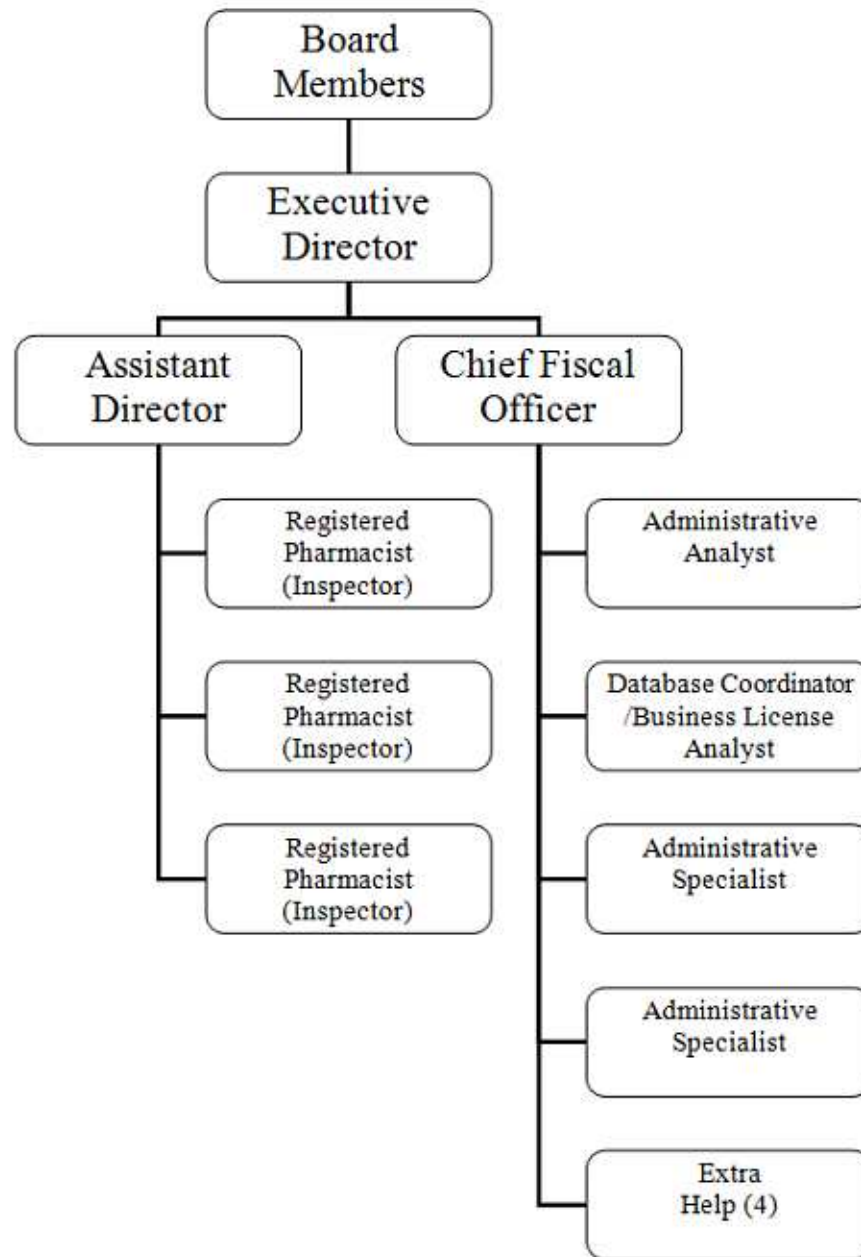 Board
Members
Executive
Director
Assistant
Director
Chief Fiscal
Officer
Registered
Pharmacist
(Inspector)
Registered
Pharmacist
(Inspector)
Registered
Pharmacist
(Inspector)
Administrative
Analyst
Database Coordinator
/Business License
Analyst
Administrative
Specialist
Administrative
Specialist
Extra
Help (4)